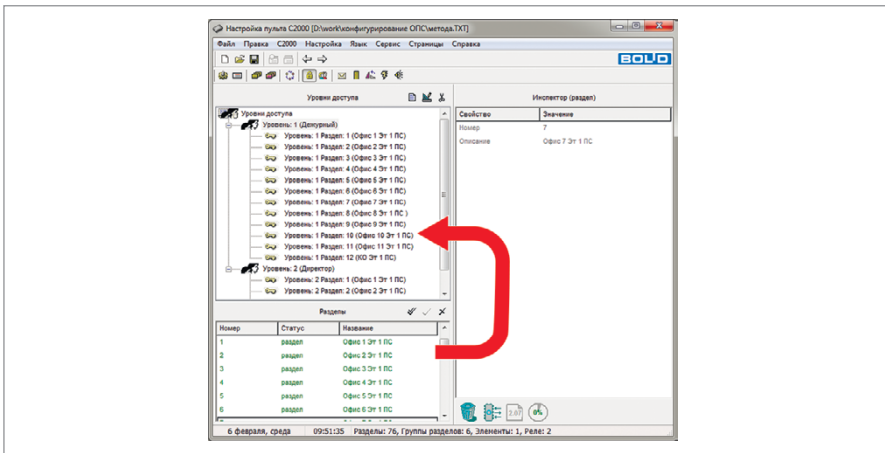 Настройка пульта C2000 [D:\work\конфигурирование ОПС\метода.TXT]
Файл Правка C2000 Настройка Язык Сервис Страницы Справка
BOLID
Уровни доступа
Инспектор (раздел)
Уровни доступа
Свойство Значение
Уровень: 1 (Дежурный)
Номер 7
Уровень: 1 Раздел: 1 (Офис 1 Эт 1 ПС)
Описание Офис 7 Эт 1 ПС
Уровень: 1 Раздел: 2 (Офис 2 Эт 1 ПС)
Уровень: 1 Раздел: 3 (Офис 3 Эт 1 ПС)
Уровень: 1 Раздел: 4 (Офис 4 Эт 1 ПС)
Уровень: 1 Раздел: 5 (Офис 5 Эт 1 ПС)
Уровень: 1 Раздел: 6 (Офис 6 Эт 1 ПС)
Уровень: 1 Раздел: 7 (Офис 7 Эт 1 ПС)
Уровень: 1 Раздел: 8 (Офис 8 Эт 1 ПС )
Уровень: 1 Раздел: 9 (Офис 9 Эт 1 ПС)
Уровень: 1 Раздел: 10 (Офис 10 Эт 1 ПС)
Уровень: 1 Раздел: 11 (Офис 11 Эт 1 ПС)
Уровень: 1 Раздел: 12 (КО Эт 1 ПС)
Уровень: 2 (Директор)
Уровень: 2 Раздел: 1 (Офис 1 Эт 1 ПС)
Уровень: 2 Раздел: 2 (Офис 2 Эт 1 ПС)
Разделы
Номер Статус Название
1 раздел Офис 1 Эт 1 ПС
2 раздел Офис 2 Эт 1 ПС
3 раздел Офис 3 Эт 1 ПС
4 раздел Офис 4 Эт 1 ПС
5 раздел Офис 5 Эт 1 ПС
6 раздел Офис 6 Эт 1 ПС
2.07 0%
6 февраля, среда 09:51:35 Разделы: 76, Группы разделов: 6, Элементы: 1, Реле: 2